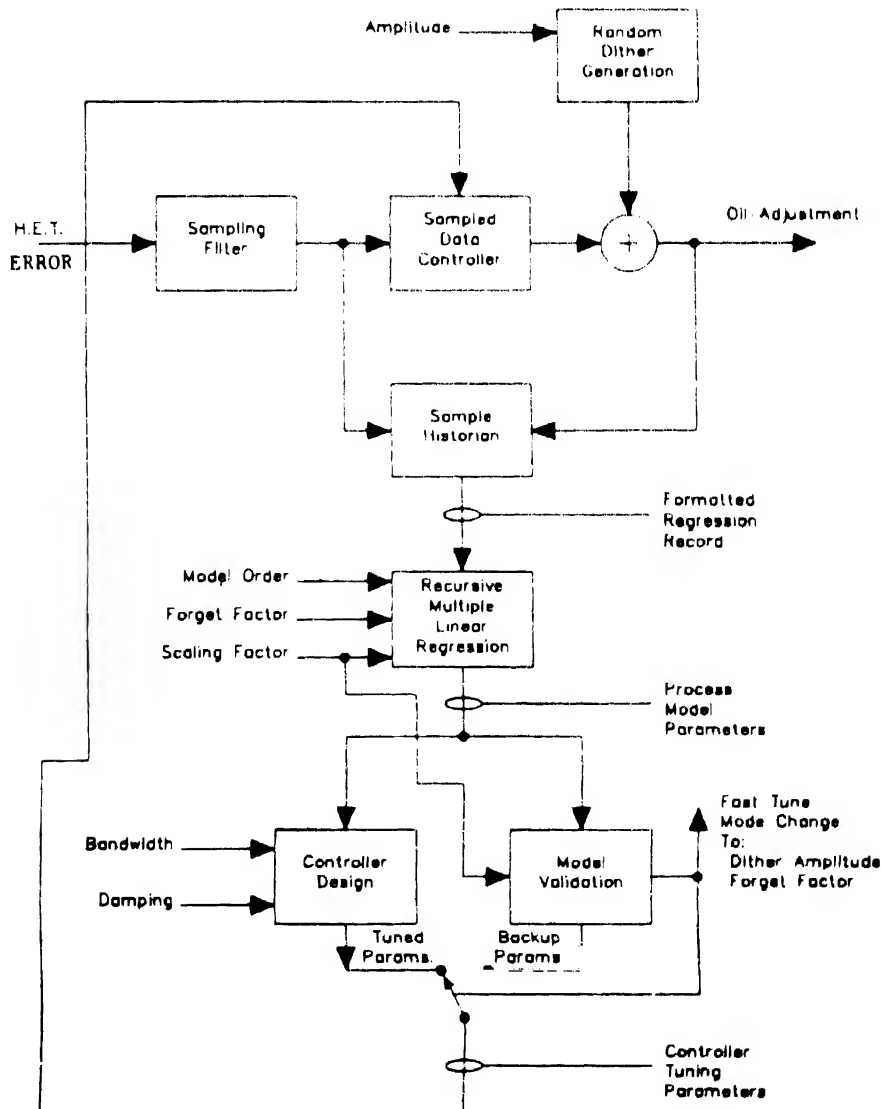 Amplitude
Random
Dither
Generation
H.E.T.
ERROR
Sampling
Filter
Sampled
Data
Controller
+
Oil Adjustment
Sample
Historian
Formatted
Regression
Record
Model Order
Forget Factor
Scaling Factor
Recursive
Multiple
Linear
Regression
Process
Model
Parameters
Bandwidth
Damping
Controller
Design
Model
Validation
Fast Tune
Mode Change
To:
Dither Amplitude
Forget Factor
Tuned
Params.
Backup
Params
Controller
Tuning
Parameters